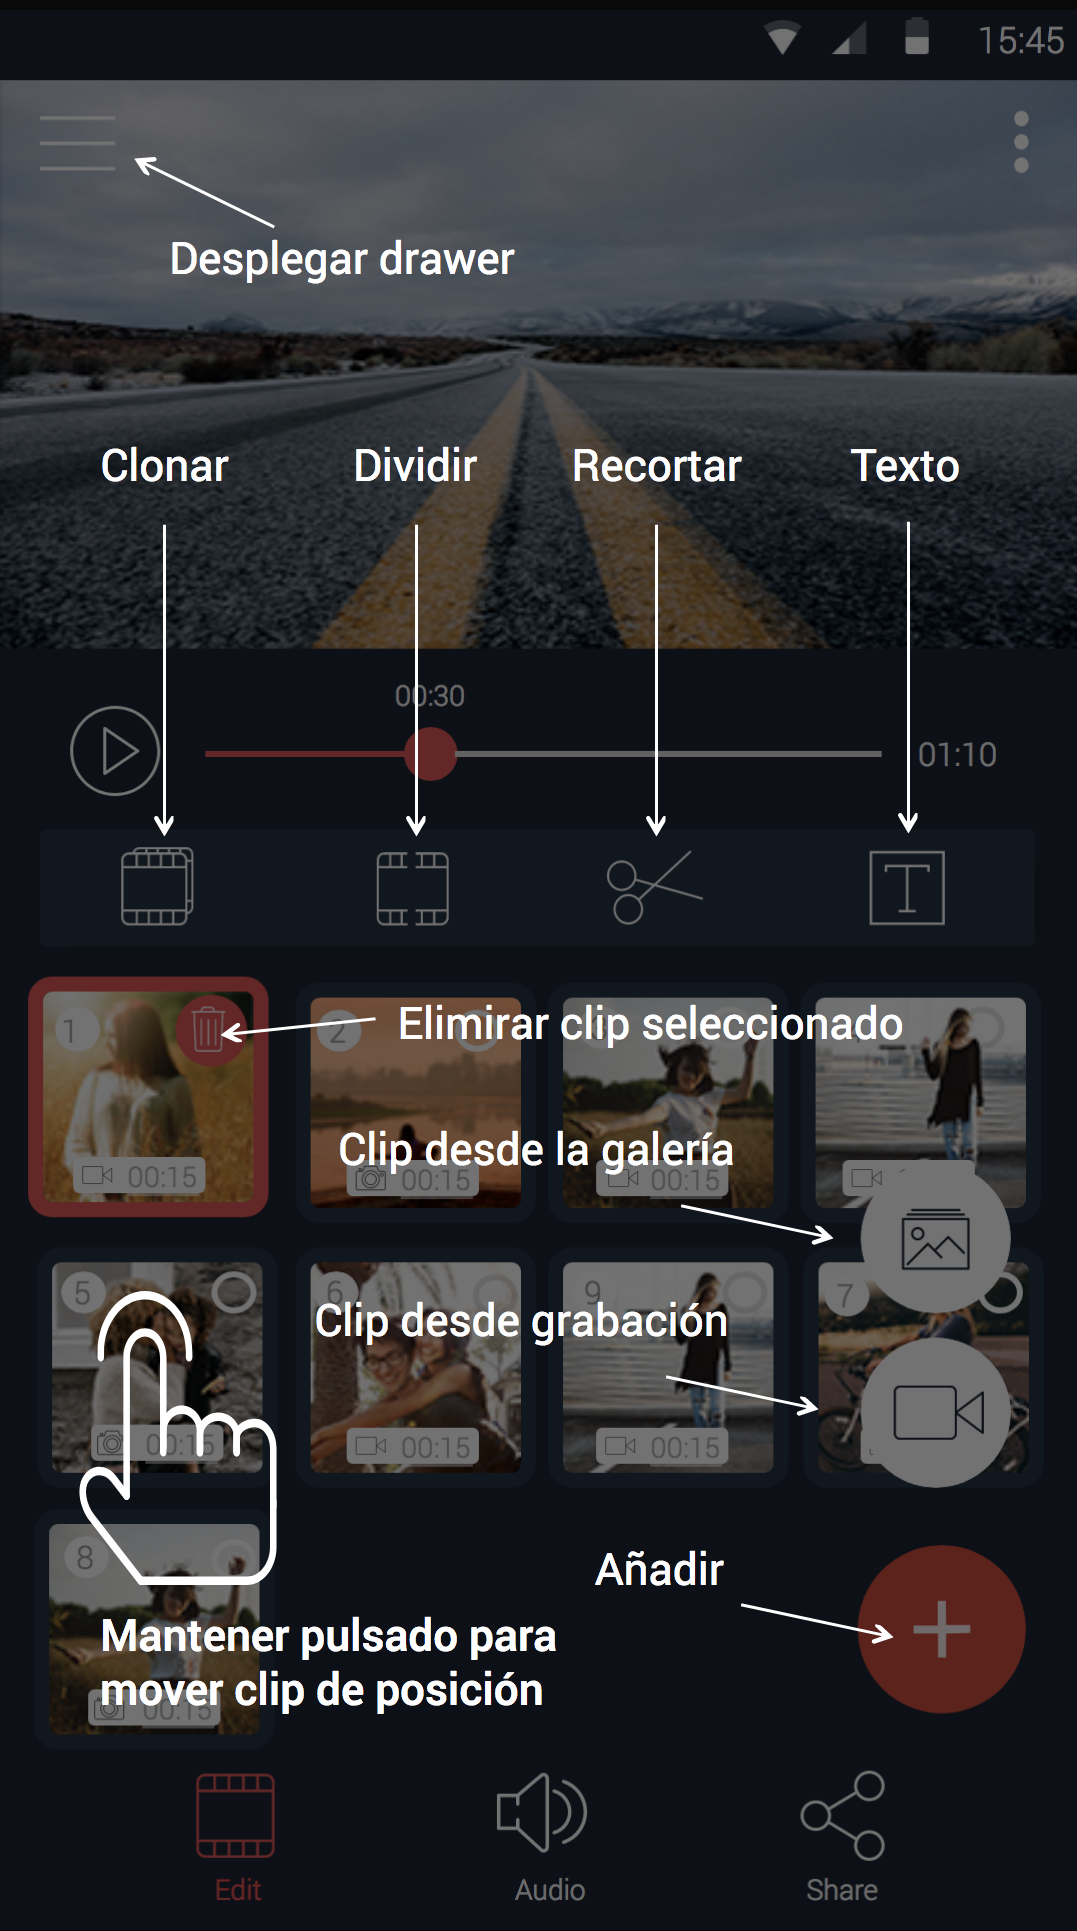 15:45
Desplegar drawer
Clonar Dividir Recortar Texto
00:30
01:10
1
2
Elimirar clip seleccionado
Clip desde la galería
00:15 00:15 00:15
5 6 9 7
Clip desde grabación
00:15 00:15 00:15
8
Añadir
Mantener pulsado para
mover clip de posición
00:15
Edit Audio Share